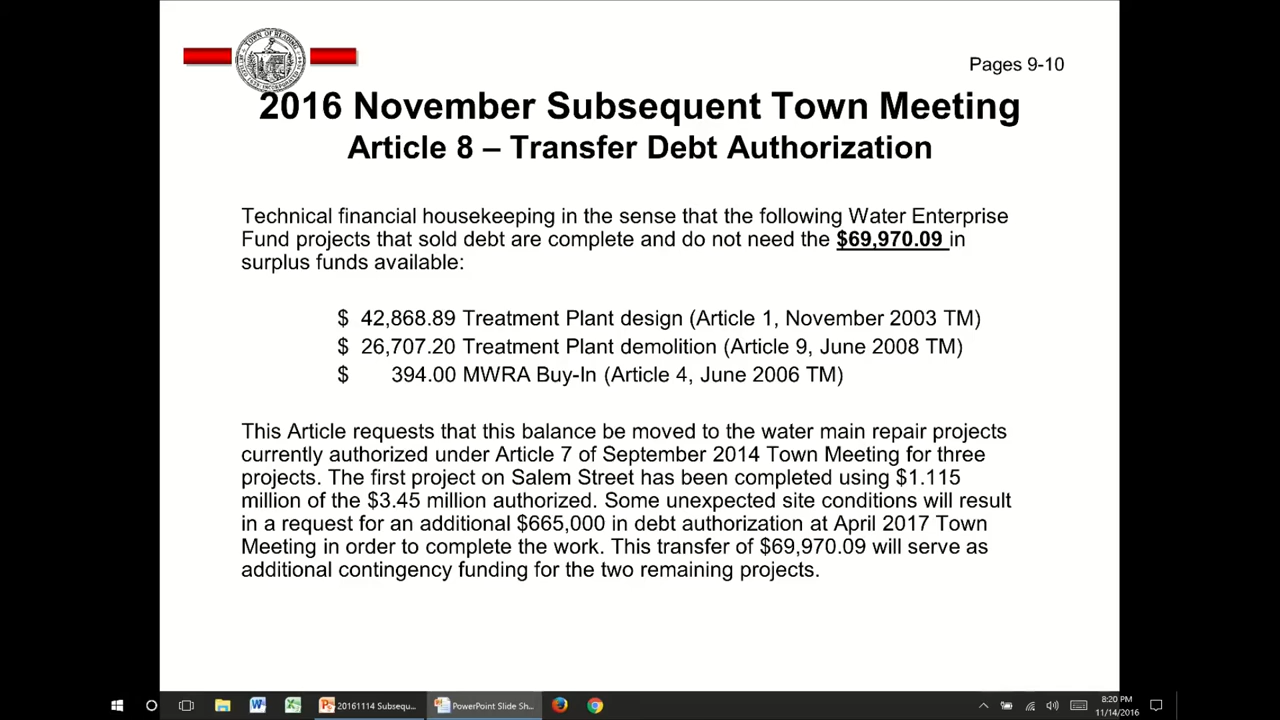 Pages 9-10
TOWN OF READING
2016 November Subsequent Town Meeting
Article 8 – Transfer Debt Authorization
Technical financial housekeeping in the sense that the following Water Enterprise
Fund projects that sold debt are complete and do not need the $69,970.09 in
surplus funds available:
$ 42,868.89 Treatment Plant design (Article 1, November 2003 TM)
$ 26,707.20 Treatment Plant demolition (Article 9, June 2008 TM)
$ 394.00 MWRA Buy-In (Article 4, June 2006 TM)
This Article requests that this balance be moved to the water main repair projects
currently authorized under Article 7 of September 2014 Town Meeting for three
projects. The first project on Salem Street has been completed using $1.115
million of the $3.45 million authorized. Some unexpected site conditions will result
in a request for an additional $665,000 in debt authorization at April 2017 Town
Meeting in order to complete the work. This transfer of $69,970.09 will serve as
additional contingency funding for the two remaining projects.
20161114 Subsequ...
PowerPoint Slide Sh...
8:20 PM
11/14/2016